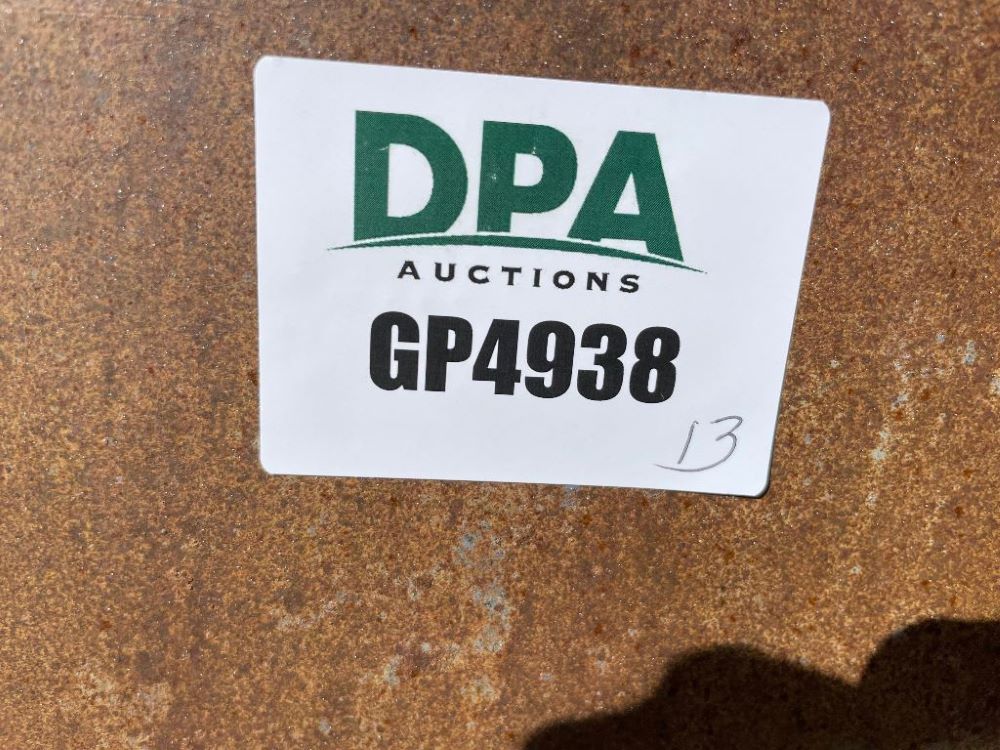 DPA
AUCTIONS
GP4938
13